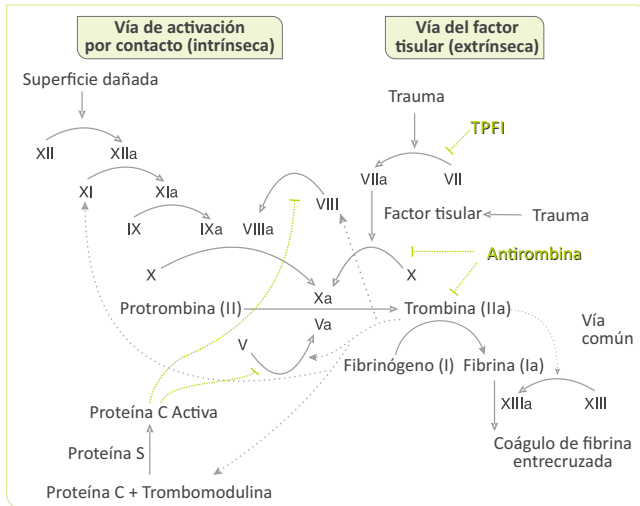 Vía de activación
por contacto (intrínseca)
Vía del factor
tisular (extrínseca)
Superficie dañada
Trauma
TPFI
XII
XIIa
XI
XIa
VIIa
VII
IX
IXa
VIIIa
VIII
Factor tisular
Trauma
X
X
Antirombina
Xa
Protrombina (II)
Trombina (IIa)
Va
V
Vía
común
Fibrinógeno (I)
Fibrina (Ia)
XIIIa
XIII
Proteína C Activa
Coágulo de fibrina
entrecruzada
Proteína S
Proteína C + Trombomodulina